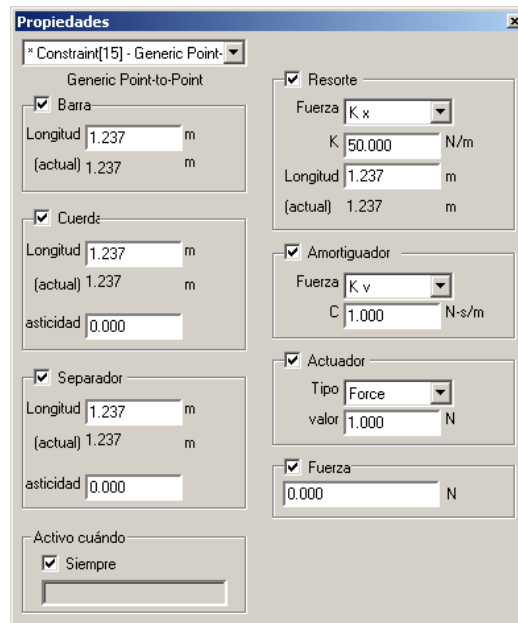 Propiedades
* Constraint[15] - Generic Point-
Generic Point-to-Point
Barra
Longitud 1.237 m
(actual) 1.237 m
Cuerda
Longitud 1.237 m
(actual) 1.237 m
asticidad 0.000
Separador
Longitud 1.237 m
(actual) 1.237 m
asticidad 0.000
Activo cuándo
Siempre
Resorte
Fuerza K x
K 50.000 N/m
Longitud 1.237 m
(actual) 1.237 m
Amortiguador
Fuerza K v
C 1.000 N-s/m
Actuador
Tipo Force
valor 1.000 N
Fuerza
0.000 N